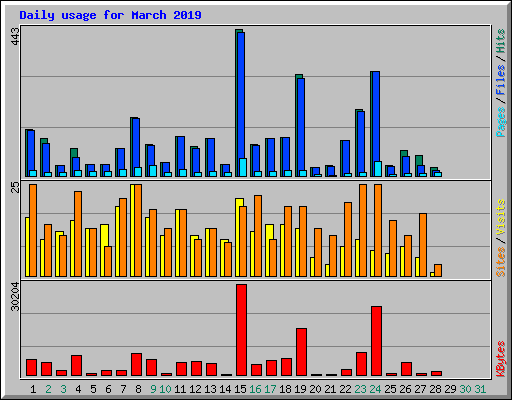 Daily usage for March 2019
443
Pages / Files / Hits
25
Sites / Visits
30204
KBytes
1 2 3 4 5 6 7 8 9 10 11 12 13 14 15 16 17 18 19 20 21 22 23 24 25 26 27 28 29 30 31